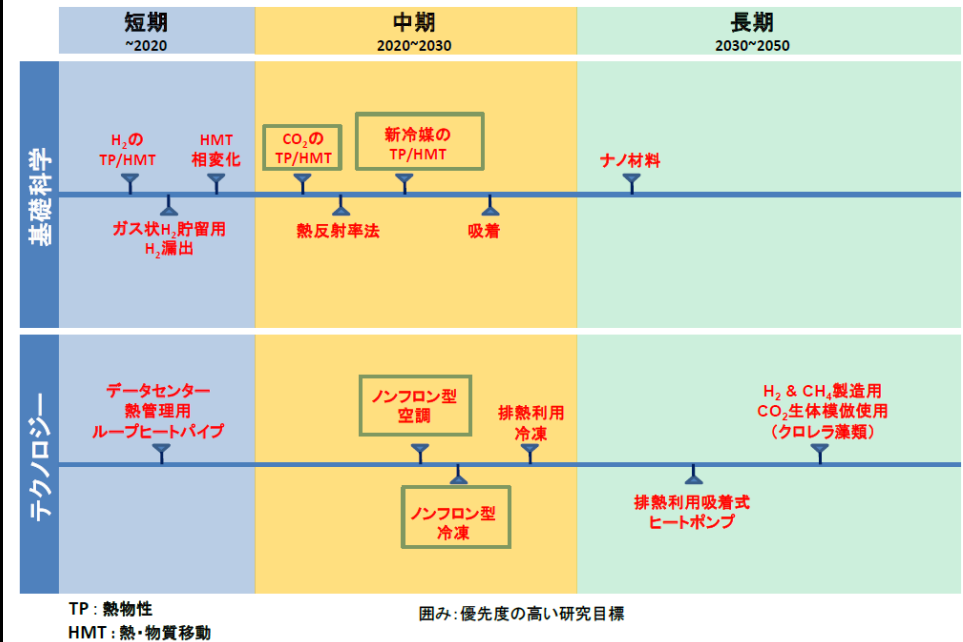 短期
~2020
中期
2020~2030
長期
2030~2050
基礎科学
H₂の
TP/HMT
HMT
相変化
CO₂の
TP/HMT
新冷媒の
TP/HMT
ナノ材料
ガス状H₂貯留用
H₂漏出
熱反射率法
吸着
テクノロジー
データセンター
熱管理用
ループヒートパイプ
ノンフロン型
空調
排熱利用
冷凍
H₂ & CH₄製造用
CO₂生体模倣使用
(クロレラ藻類)
ノンフロン型
冷凍
排熱利用吸着式
ヒートポンプ
TP : 熱物性
HMT : 熱・物質移動
囲み:優先度の高い研究目標